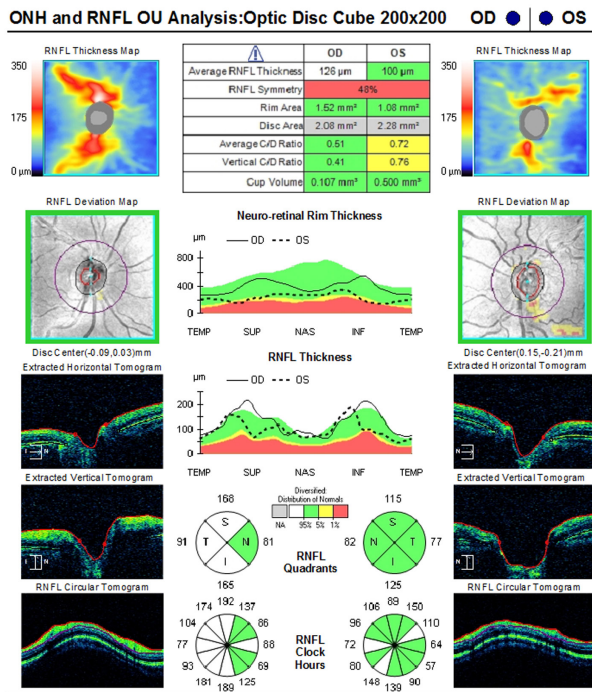 ONH and RNFL OU Analysis:Optic Disc Cube 200x200 OD OS
RNFL Thickness Map
350
175
0 µm
OD OS
Average RNFL Thickness 126 µm 100 µm
RNFL Symmetry 48%
Rim Area 1.52 mm² 1.08 mm²
Disc Area 2.08 mm² 2.28 mm²
Average C/D Ratio 0.51 0.72
Vertical C/D Ratio 0.41 0.76
Cup Volume 0.107 mm³ 0.500 mm³
RNFL Thickness Map
350
175
0 µm
RNFL Deviation Map
Disc Center(-0.09,0.03)mm
Extracted Horizontal Tomogram
I N
Extracted Vertical Tomogram
N
RNFL Circular Tomogram
Neuro-retinal Rim Thickness
µm OD OS
800
400
0
TEMP SUP NAS INF TEMP
RNFL Thickness
µm OD OS
200
100
0
TEMP SUP NAS INF TEMP
Diversified:
Distribution of Normals
NA 95% 5% 1%
168
S
91 T N 81
I
165
RNFL
Quadrants
115
S
82 N T 77
I
125
192
174 137
104 86
77 88
93 69
181 125
189
RNFL
Clock
Hours
89
106 150
96 110
72 64
80 57
148 90
139
RNFL Deviation Map
Disc Center(0.15,-0.21)mm
Extracted Horizontal Tomogram
N
Extracted Vertical Tomogram
N
RNFL Circular Tomogram